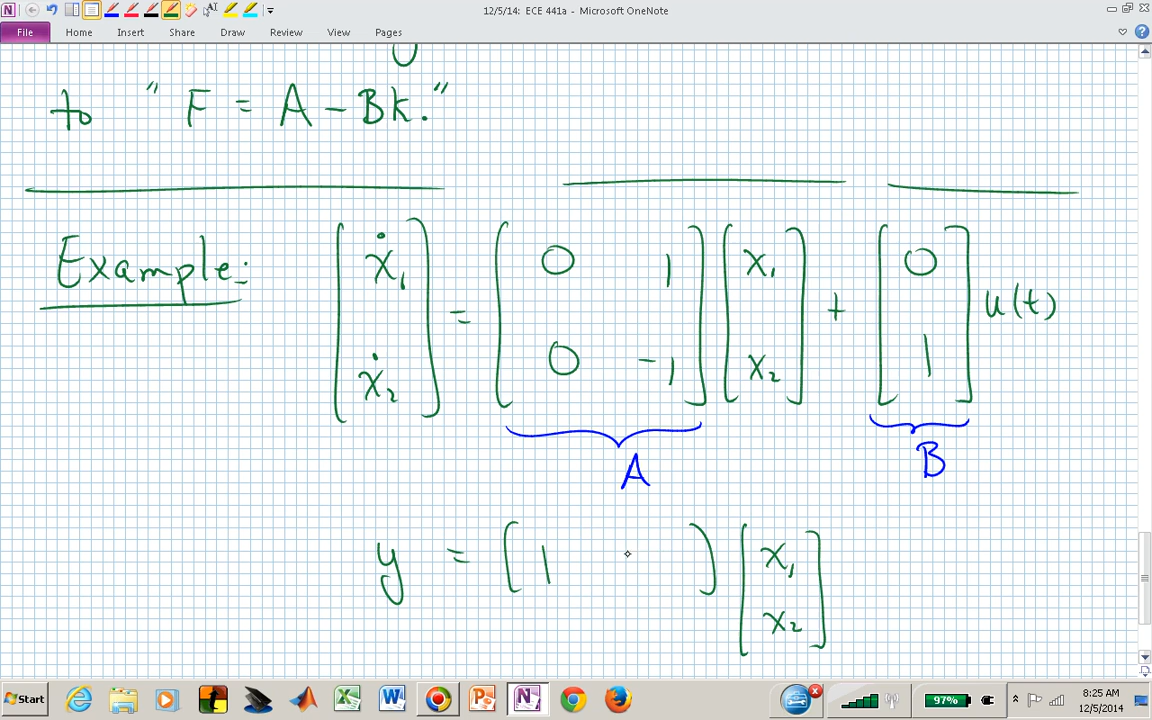 12/5/14: ECE 441a - Microsoft OneNote
File Home Insert Share Draw Review View Pages
to " F = A - Bk."
Example: [ẋ₁ ẋ₂] = [0 1 0 -1] [x₁ x₂] + [0 1] u(t)
A B
y = [1 ] [x₁ x₂]
Start 97% 8:25 AM
12/5/2014